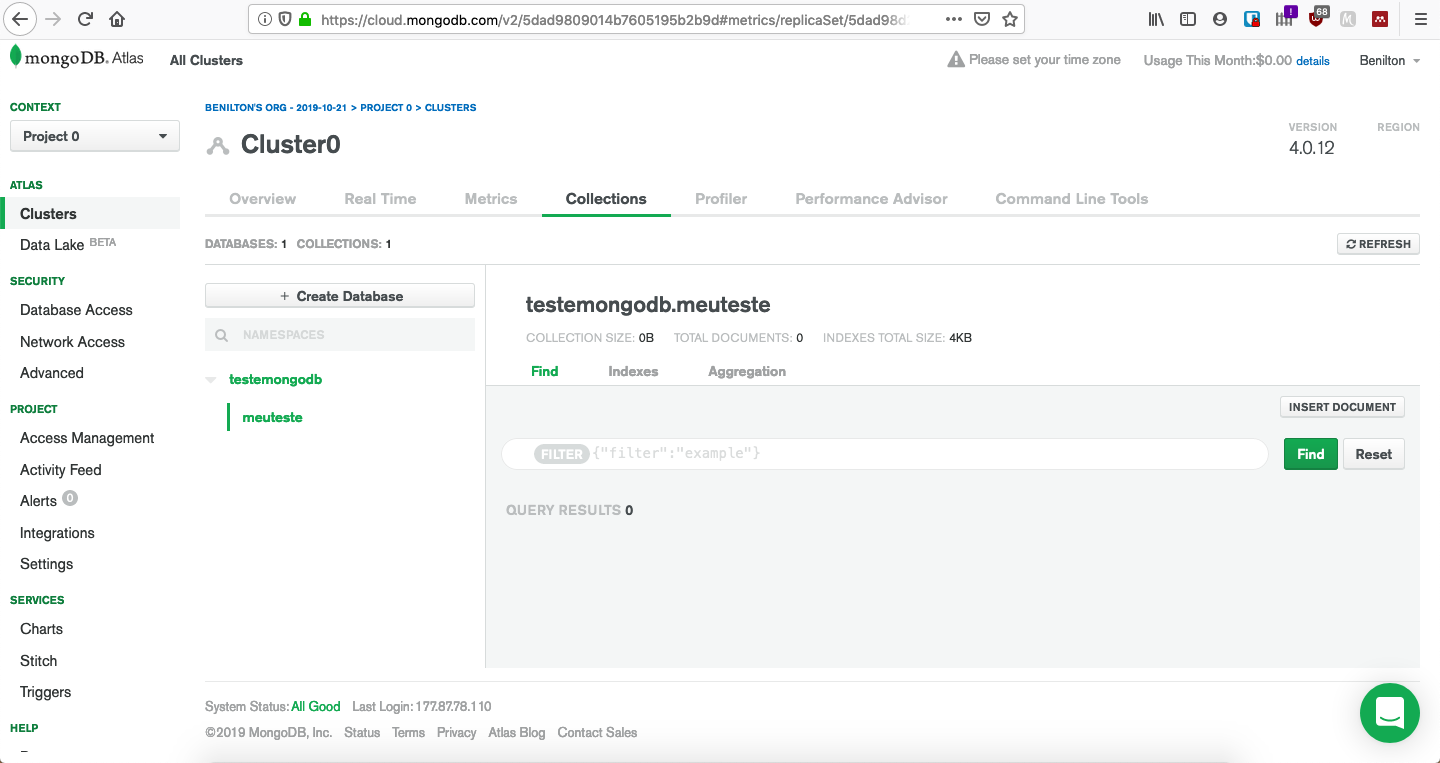 https://cloud.mongodb.com/v2/5dad9809014b7605195b2b9d#metrics/replicaSet/5dad98d
!
68
mongoDB. Atlas All Clusters
Please set your time zone Usage This Month:$0.00 details Benilton
CONTEXT
Project 0
ATLAS
Clusters
Data Lake BETA
SECURITY
Database Access
Network Access
Advanced
PROJECT
Access Management
Activity Feed
Alerts 0
Integrations
Settings
SERVICES
Charts
Stitch
Triggers
HELP
BENILTON'S ORG - 2019-10-21 > PROJECT 0 > CLUSTERS
Cluster0
VERSION REGION
4.0.12
Overview Real Time Metrics Collections Profiler Performance Advisor Command Line Tools
DATABASES: 1 COLLECTIONS: 1
REFRESH
+ Create Database
NAMESPACES
testemongodb
meuteste
testemongodb.meuteste
COLLECTION SIZE: 0B TOTAL DOCUMENTS: 0 INDEXES TOTAL SIZE: 4KB
Find Indexes Aggregation
INSERT DOCUMENT
FILTER {"filter":"example"}
Find Reset
QUERY RESULTS 0
System Status: All Good Last Login: 177.87.78.110
©2019 MongoDB, Inc. Status Terms Privacy Atlas Blog Contact Sales